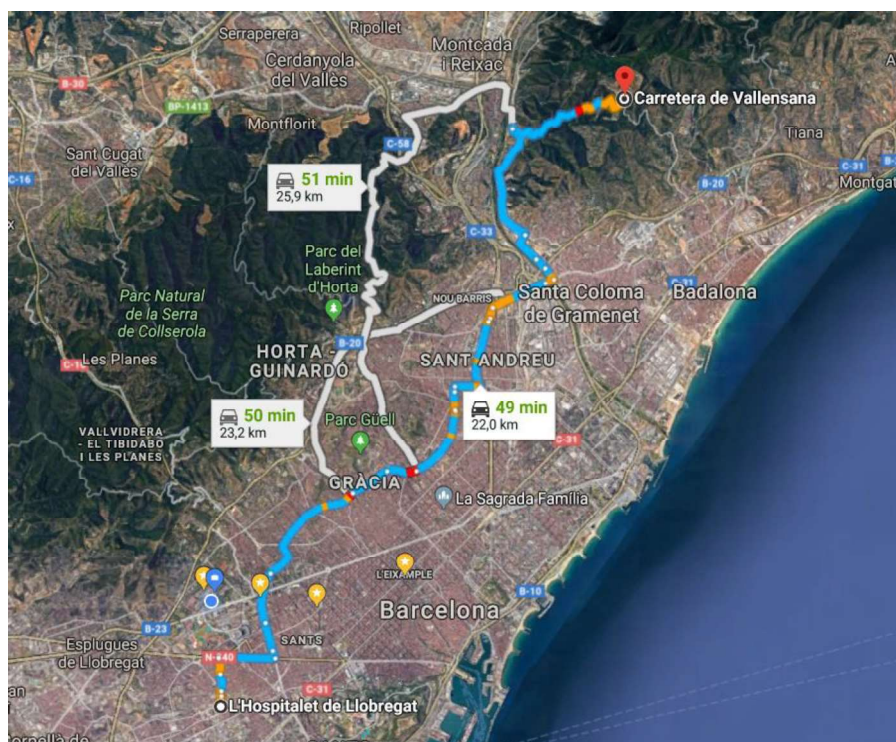 Serraperera
Ripollet
Cerdanyola
del Vallès
Montcada
i Reixac
B-30
BP-1413
Carretera de Vallensana
Montflorit
C-58
Tiana
Sant Cugat
del Vallès
C-31
C-16
51 min
25,9 km
B-20
Montgat
C-33
Parc del
Laberint
d'Horta
Parc Natural
de la Serra
de Collserola
NOU BARRIS
Santa Coloma
de Gramenet
C-31
Badalona
B-20
Les Planes
HORTA -
GUINARDÓ
SANT ANDREU
50 min
23,2 km
Parc Güell
49 min
22,0 km
VALLVIDRERA
- EL TIBIDABO
I LES PLANES
C-31
GRÀCIA
La Sagrada Família
L'EIXAMPLE
B-10
Barcelona
B-23
SANTS
Esplugues
de Llobregat
N-340
C-31
L'Hospitalet de Llobregat